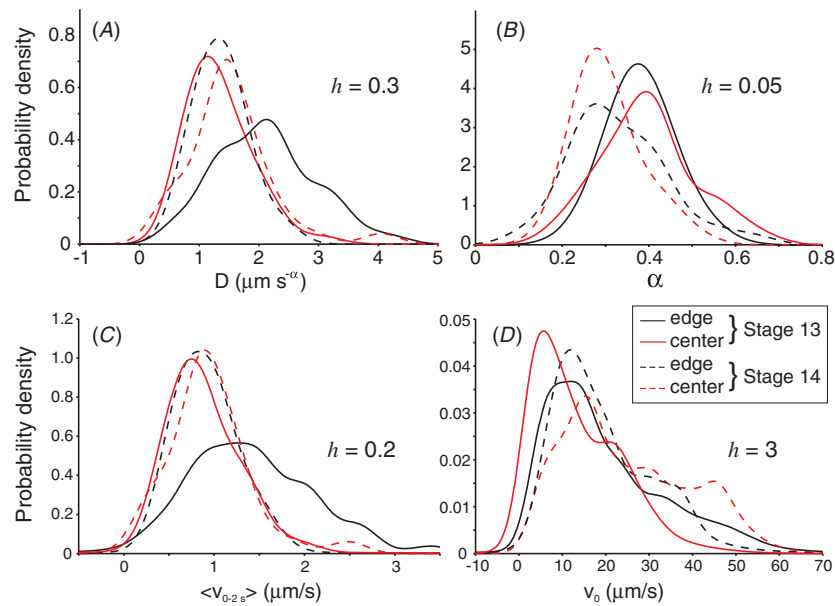 (A)
h = 0.3
Probability density
0.8
0.6
0.4
0.2
0
-1 0 1 2 3 4 5
D (μm s-α)
(B)
h = 0.05
5
4
3
2
1
0
0 0.2 0.4 0.6 0.8
α
(C)
h = 0.2
Probability density
1.2
1.0
0.8
0.6
0.4
0.2
0
0 1 2 3
<v0-2 s> (μm/s)
(D)
h = 3
0.05
0.04
0.03
0.02
0.01
0
-10 0 10 20 30 40 50 60 70
v0 (μm/s)
edge
center } Stage 13
edge
center } Stage 14